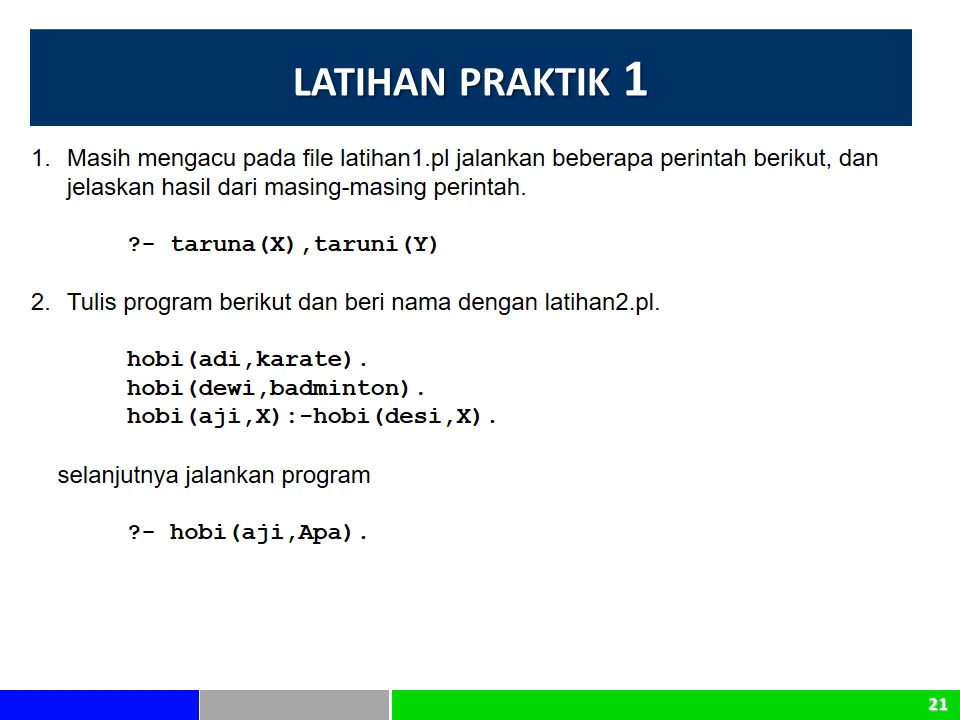 LATIHAN PRAKTIK 1
1. Masih mengacu pada file latihan1.pl jalankan beberapa perintah berikut, dan
jelaskan hasil dari masing-masing perintah.
?- taruna(X),taruni(Y)
2. Tulis program berikut dan beri nama dengan latihan2.pl.
hobi(adi,karate).
hobi(dewi,badminton).
hobi(aji,X):-hobi(desi,X).
selanjutnya jalankan program
?- hobi(aji,Apa).
21